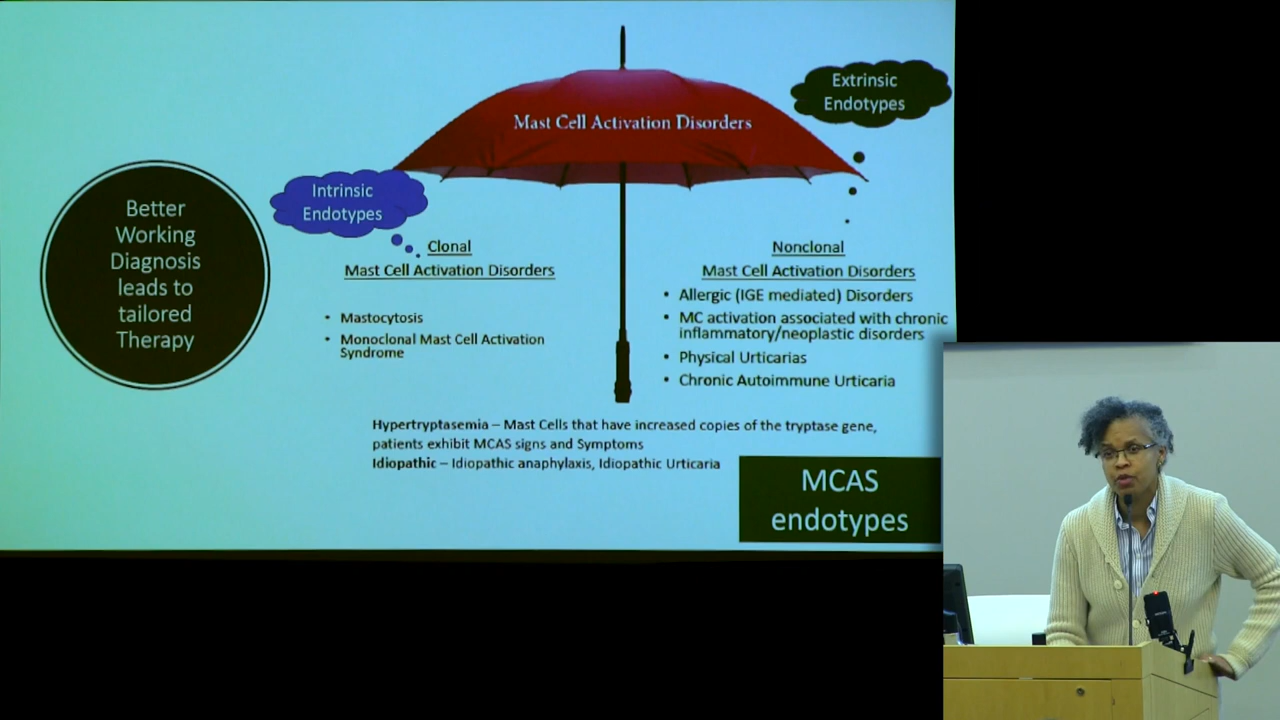 Mast Cell Activation Disorders
Extrinsic
Endotypes
Intrinsic
Endotypes
Better
Working
Diagnosis
leads to
tailored
Therapy
Clonal
Mast Cell Activation Disorders
• Mastocytosis
• Monoclonal Mast Cell Activation
Syndrome
Nonclonal
Mast Cell Activation Disorders
• Allergic (IGE mediated) Disorders
• MC activation associated with chronic
inflammatory/neoplastic disorders
• Physical Urticarias
• Chronic Autoimmune Urticaria
Hypertryptasemia – Mast Cells that have increased copies of the tryptase gene,
patients exhibit MCAS signs and Symptoms
Idiopathic – Idiopathic anaphylaxis, Idiopathic Urticaria
MCAS
endotypes